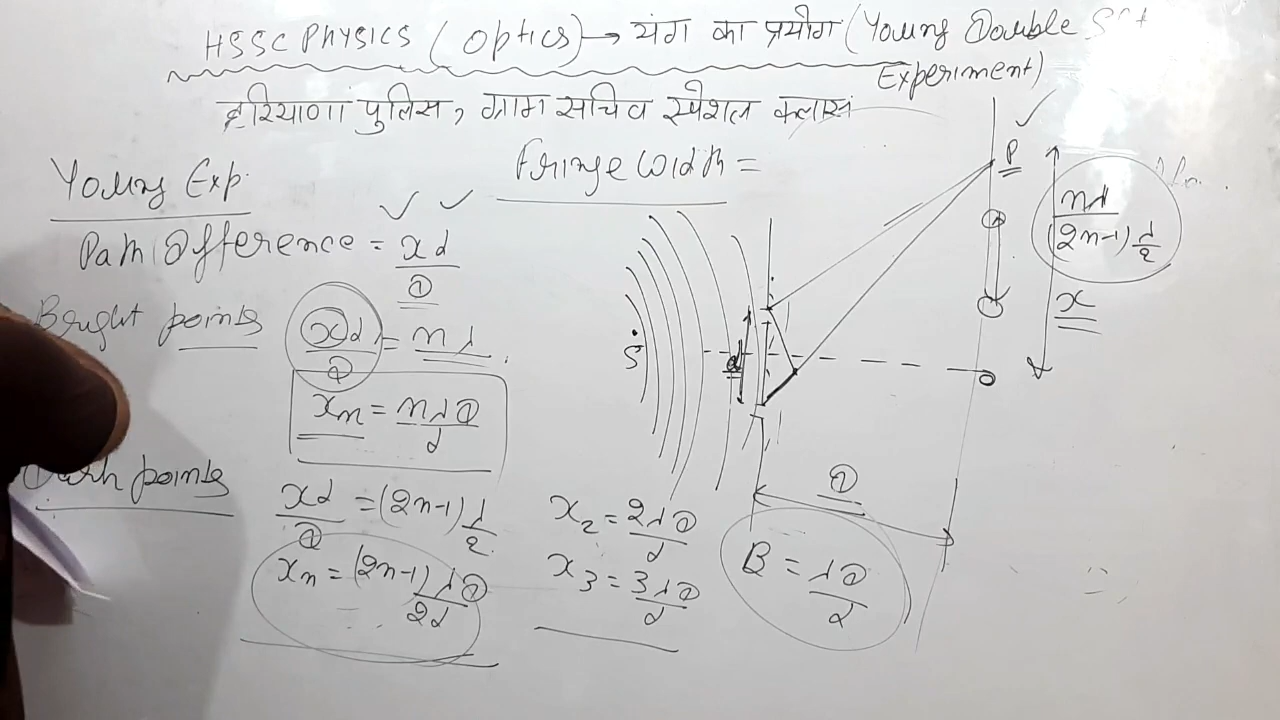 HSSC PHYSICS (Optics) → यंग का प्रयोग (Young Double
Experiment)
हरियाणा पुलिस, ग्राम सचिव स्पेशल क्लास
Young Exp.
Fringe Width =
Path Difference = xd/D
Bright points
xd/D = nλ
xn = nλD/d
Dark points
xd/D = (2n-1) λ/2
xn = (2n-1) λD/2d
x2 = 2λD/d
x3 = 3λD/d
B = λD/d
S
d
D
P
O
x
nλ
(2n-1) λ/2